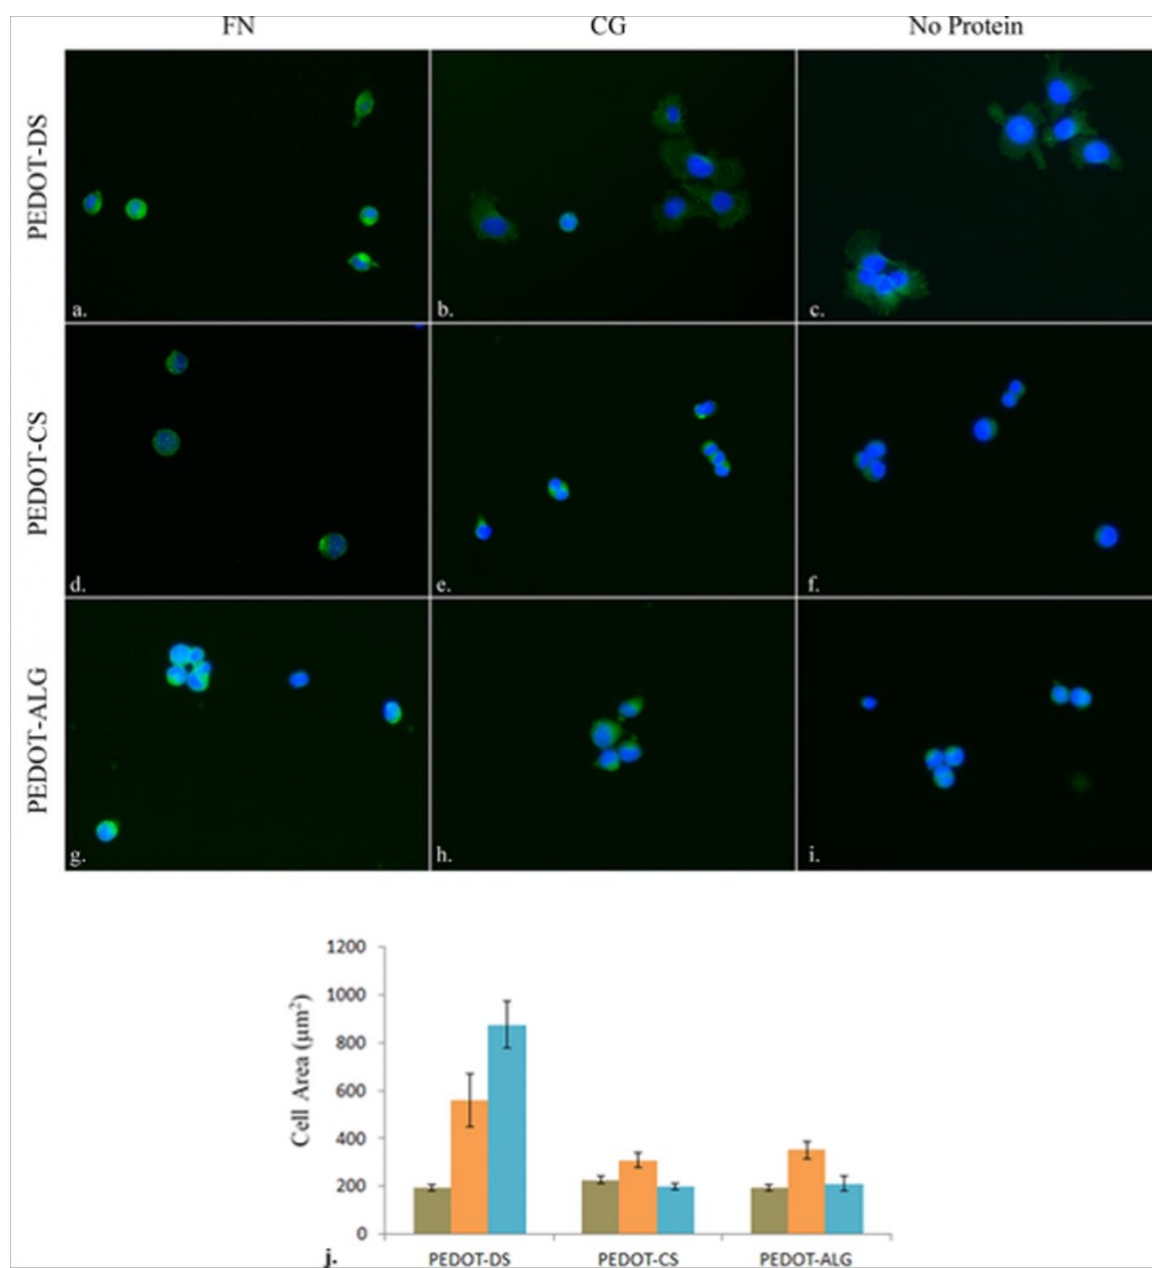 FN CG No Protein
PEDOT-DS
a. b. c.
PEDOT-CS
d. e. f.
PEDOT-ALG
g. h. i.
1200
1000
800
600
400
200
0
Cell Area (µm²)
j. PEDOT-DS PEDOT-CS PEDOT-ALG